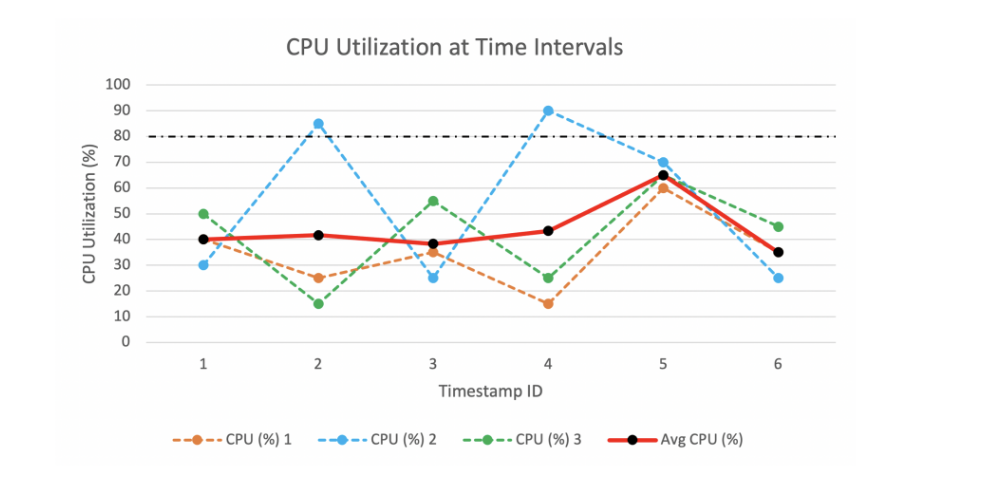 CPU Utilization at Time Intervals
CPU Utilization (%)
100
90
80
70
60
50
40
30
20
10
0
1 2 3 4 5 6
Timestamp ID
CPU (%) 1 CPU (%) 2 CPU (%) 3 Avg CPU (%)